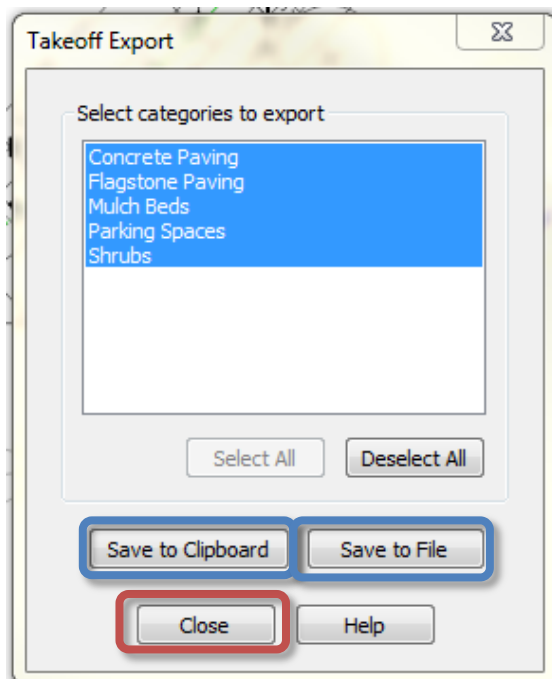 Takeoff Export
Select categories to export
Concrete Paving
Flagstone Paving
Mulch Beds
Parking Spaces
Shrubs
Select All Deselect All
Save to Clipboard Save to File
Close Help